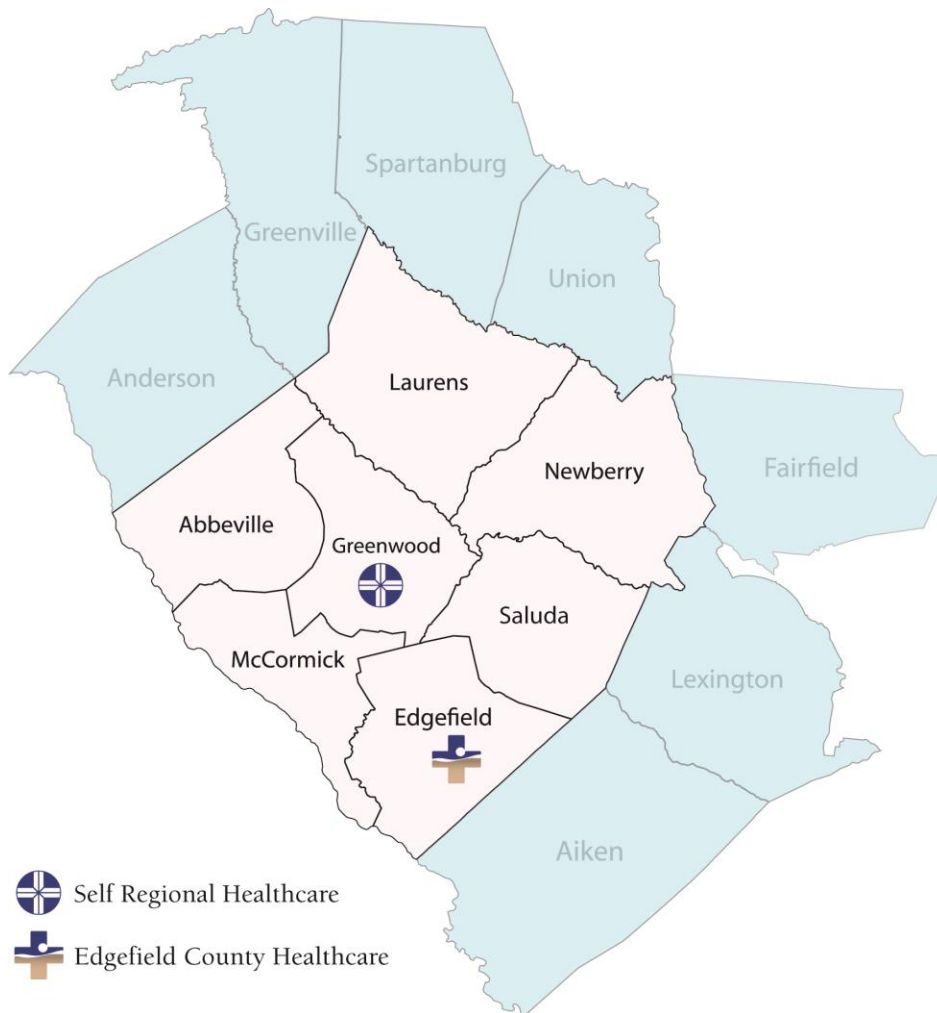 Spartanburg
Greenville
Union
Anderson
Laurens
Newberry
Fairfield
Abbeville
Greenwood
Saluda
McCormick
Lexington
Edgefield
Aiken
Self Regional Healthcare
Edgefield County Healthcare